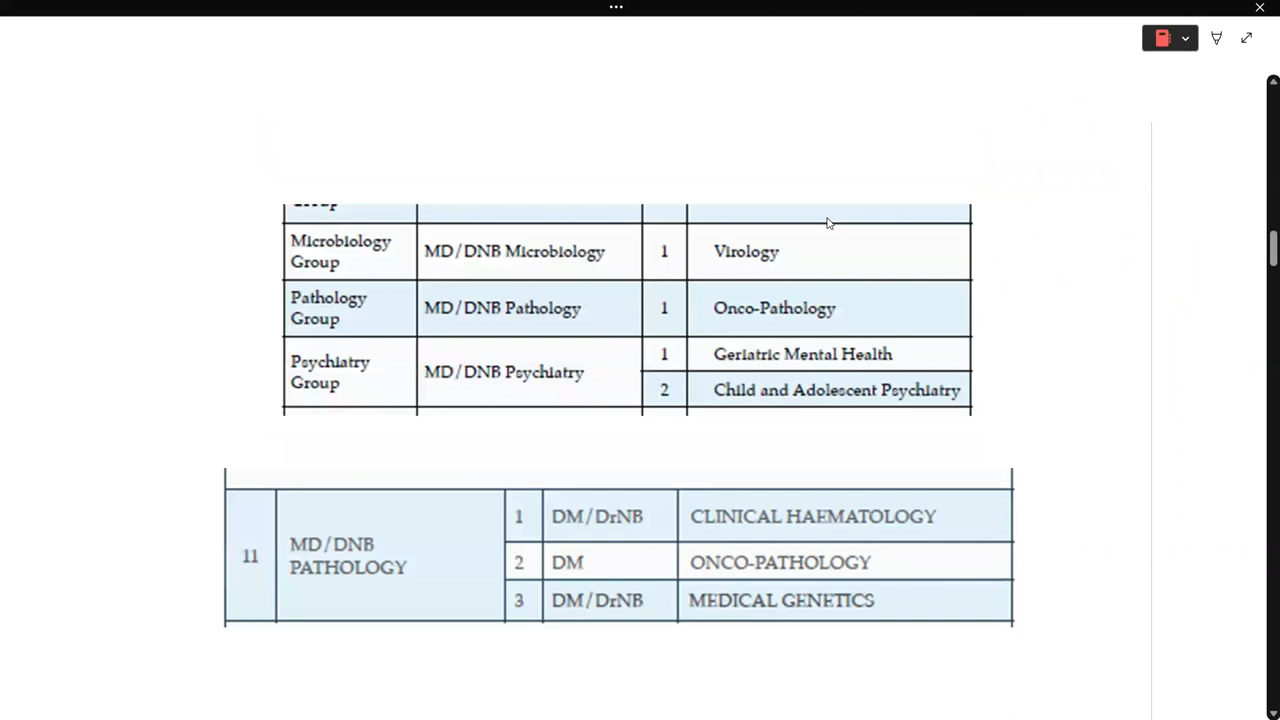 Group
Microbiology Group MD/DNB Microbiology 1 Virology
Pathology Group MD/DNB Pathology 1 Onco-Pathology
Psychiatry Group MD/DNB Psychiatry 1 Geriatric Mental Health
2 Child and Adolescent Psychiatry
11 MD/DNB PATHOLOGY 1 DM/DrNB CLINICAL HAEMATOLOGY
2 DM ONCO-PATHOLOGY
3 DM/DrNB MEDICAL GENETICS